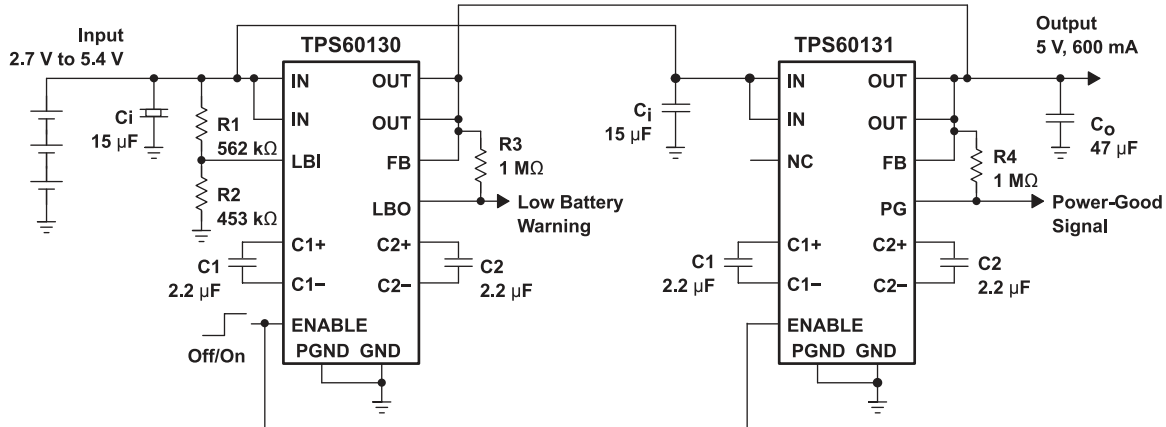 Input
2.7 V to 5.4 V
TPS60130
TPS60131
Output
5 V, 600 mA
IN
OUT
IN
OUT
LBI
FB
LBO
C1+
C2+
C1−
C2−
ENABLE
PGND GND
Ci
15 µF
R1
562 kΩ
R2
453 kΩ
R3
1 MΩ
Low Battery
Warning
C1
2.2 µF
C2
2.2 µF
Off/On
Ci
15 µF
IN
OUT
IN
OUT
NC
FB
PG
C1+
C2+
C1−
C2−
ENABLE
PGND GND
Co
47 µF
R4
1 MΩ
Power-Good
Signal
C1
2.2 µF
C2
2.2 µF